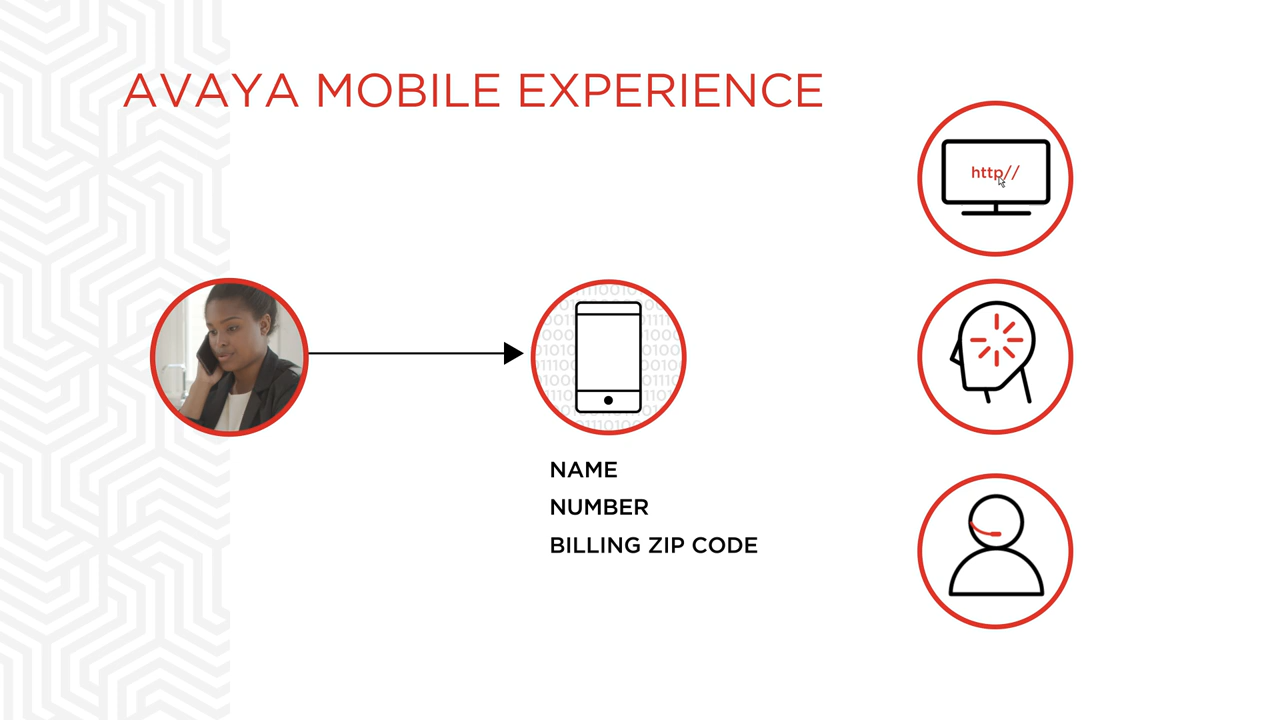 AVAYA MOBILE EXPERIENCE
http//
NAME
NUMBER
BILLING ZIP CODE